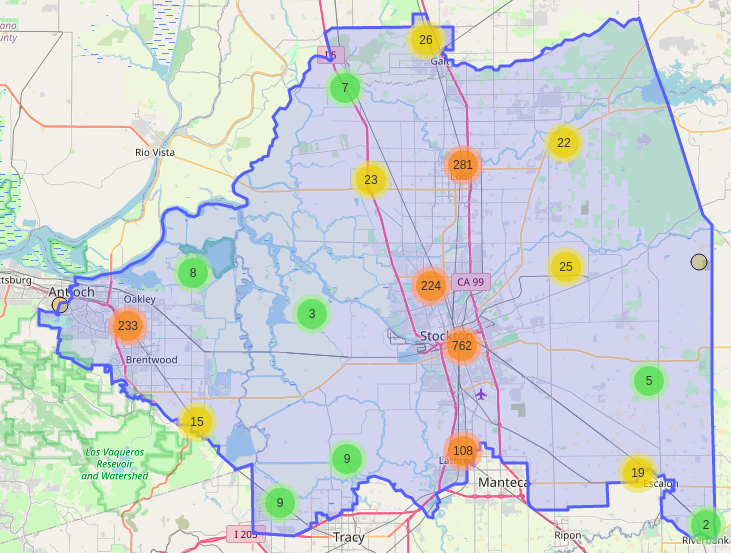 ano
unty
I 5
26
Galt
7
22
Rio Vista
281
Lodi
23
25
8
ttsburg
Antioch
CA 99
224
Oakley
3
233
Stockton
762
Brentwood
5
15
Los Vaqueros
Resevoir
and Watershed
108
Lathrop
9
19
Escalon
Manteca
9
2
I 205
Tracy
Ripon
Riverbank